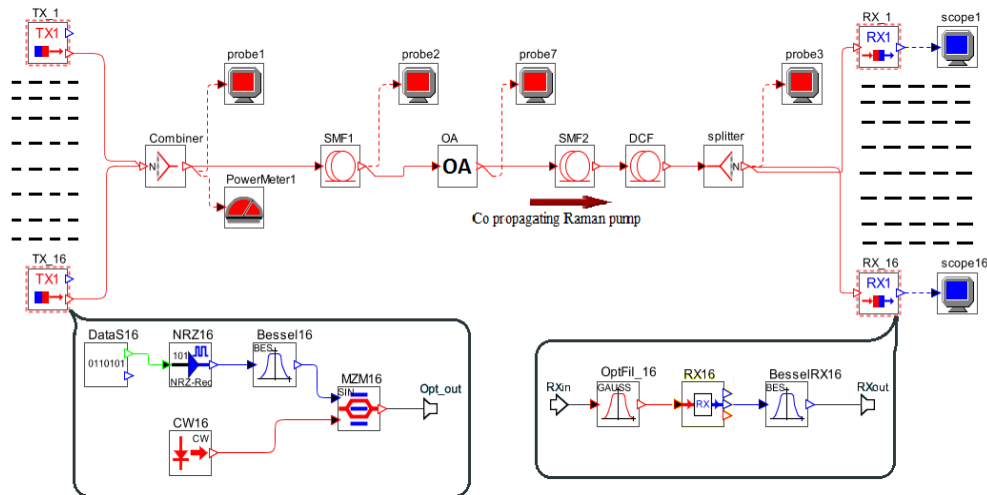 TX_1
TX1
probe1
probe2
probe7
probe3
RX_1
RX1
scope1
Combiner
N
PowerMeter1
SMF1
OA
OA
SMF2
DCF
splitter
N
Co propagating Raman pump
TX_16
TX1
RX_16
RX1
scope16
DataS16
0110101
NRZ16
101
NRZ-Rec
Bessel16
BES
MZM16
SIN
Opt_out
CW16
CW
RXin
OptFil_16
GAUSS
RX16
RX
BesselRX16
BES
RXout